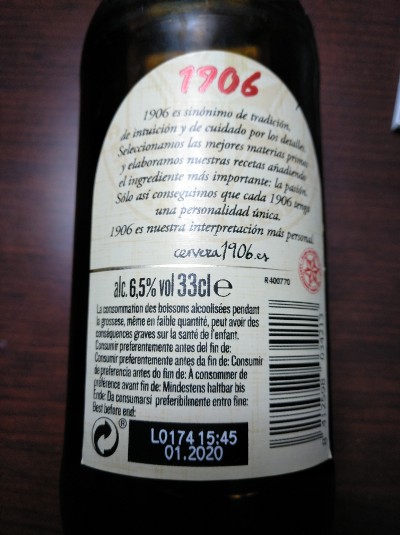 1906
1906 es sinónimo de tradición,
de intuición y de cuidado por los detalles.
Seleccionamos las mejores materias primas
y elaboramos nuestras recetas añadiendo
el ingrediente más importante: la pasión.
Sólo así conseguimos que cada 1906 tenga
una personalidad única.
1906 es nuestra interpretación más personal.
cerveza1906.es
alc. 6,5% vol 33cl e
R400770
La consommation des boissons alcoolisées pendant
la grossese, même en faible quantité, peut avoir des
conséquences graves sur la santé de l'enfant.
Consumir preferentemente antes del fin de:
Consumir preferentemente antes da fin de: Consumir
de preferencia antes do fim de: A consommer de
préférence avant fin de: Mindestens haltbar bis
Ende: Da consumarsi preferibilmente entro fine:
Best before end:
®
L0174 15:45
01.2020